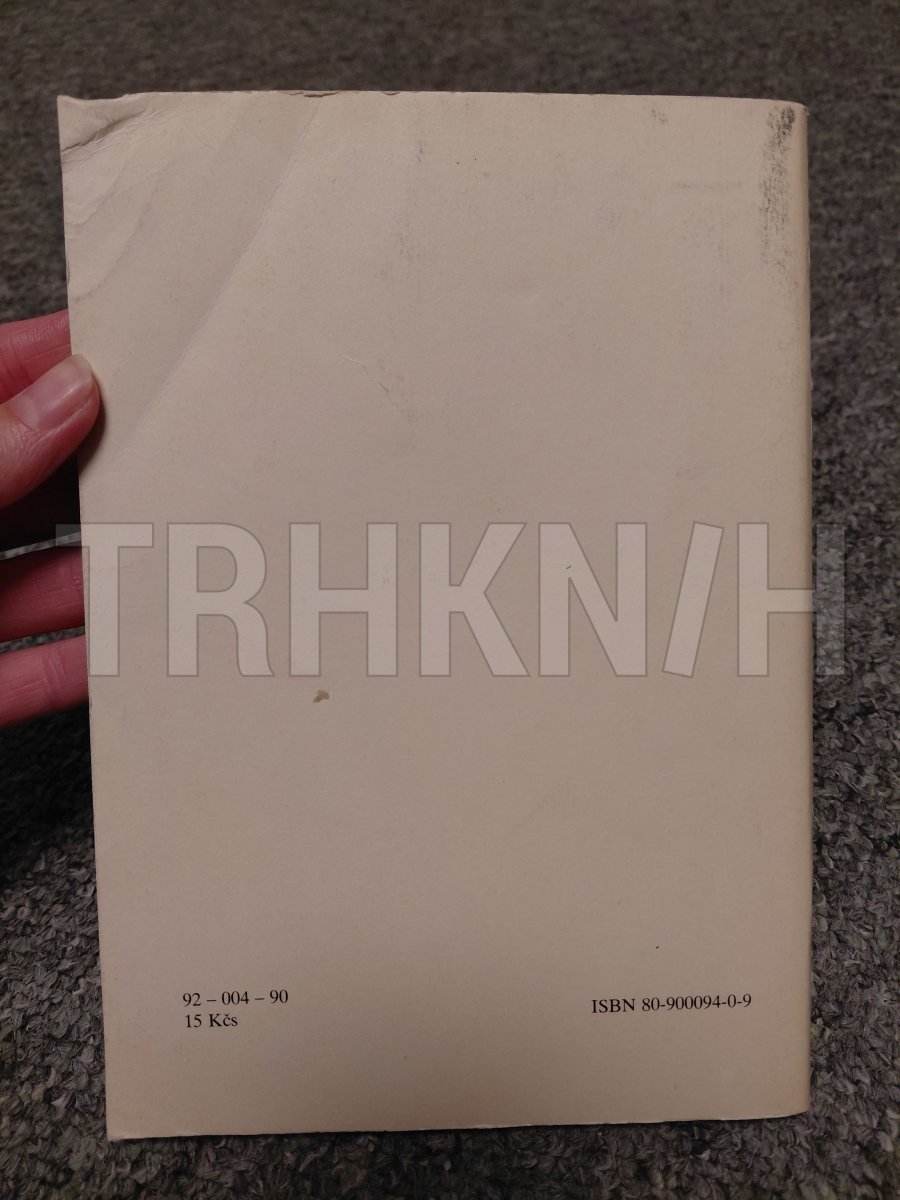 TRHKNIH
92 – 004 – 90
15 Kčs
ISBN 80-900094-0-9